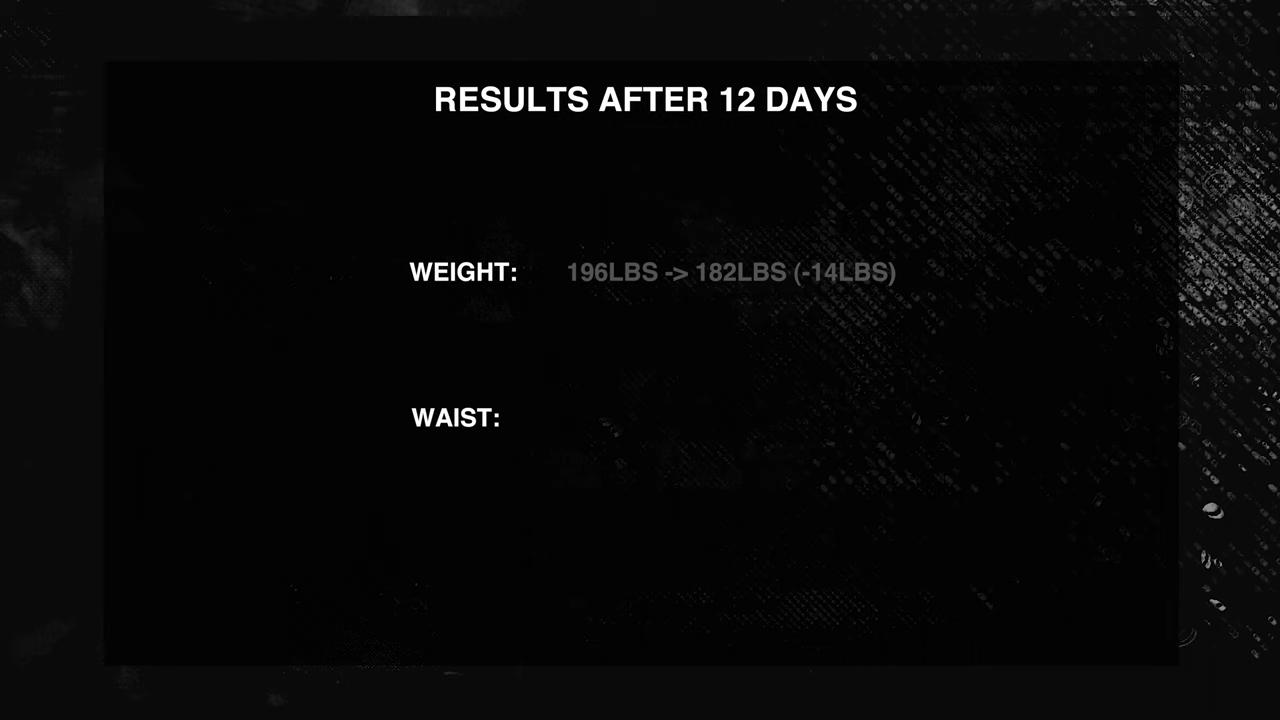 RESULTS AFTER 12 DAYS
WEIGHT: 196LBS -> 182LBS (-14LBS)
WAIST: